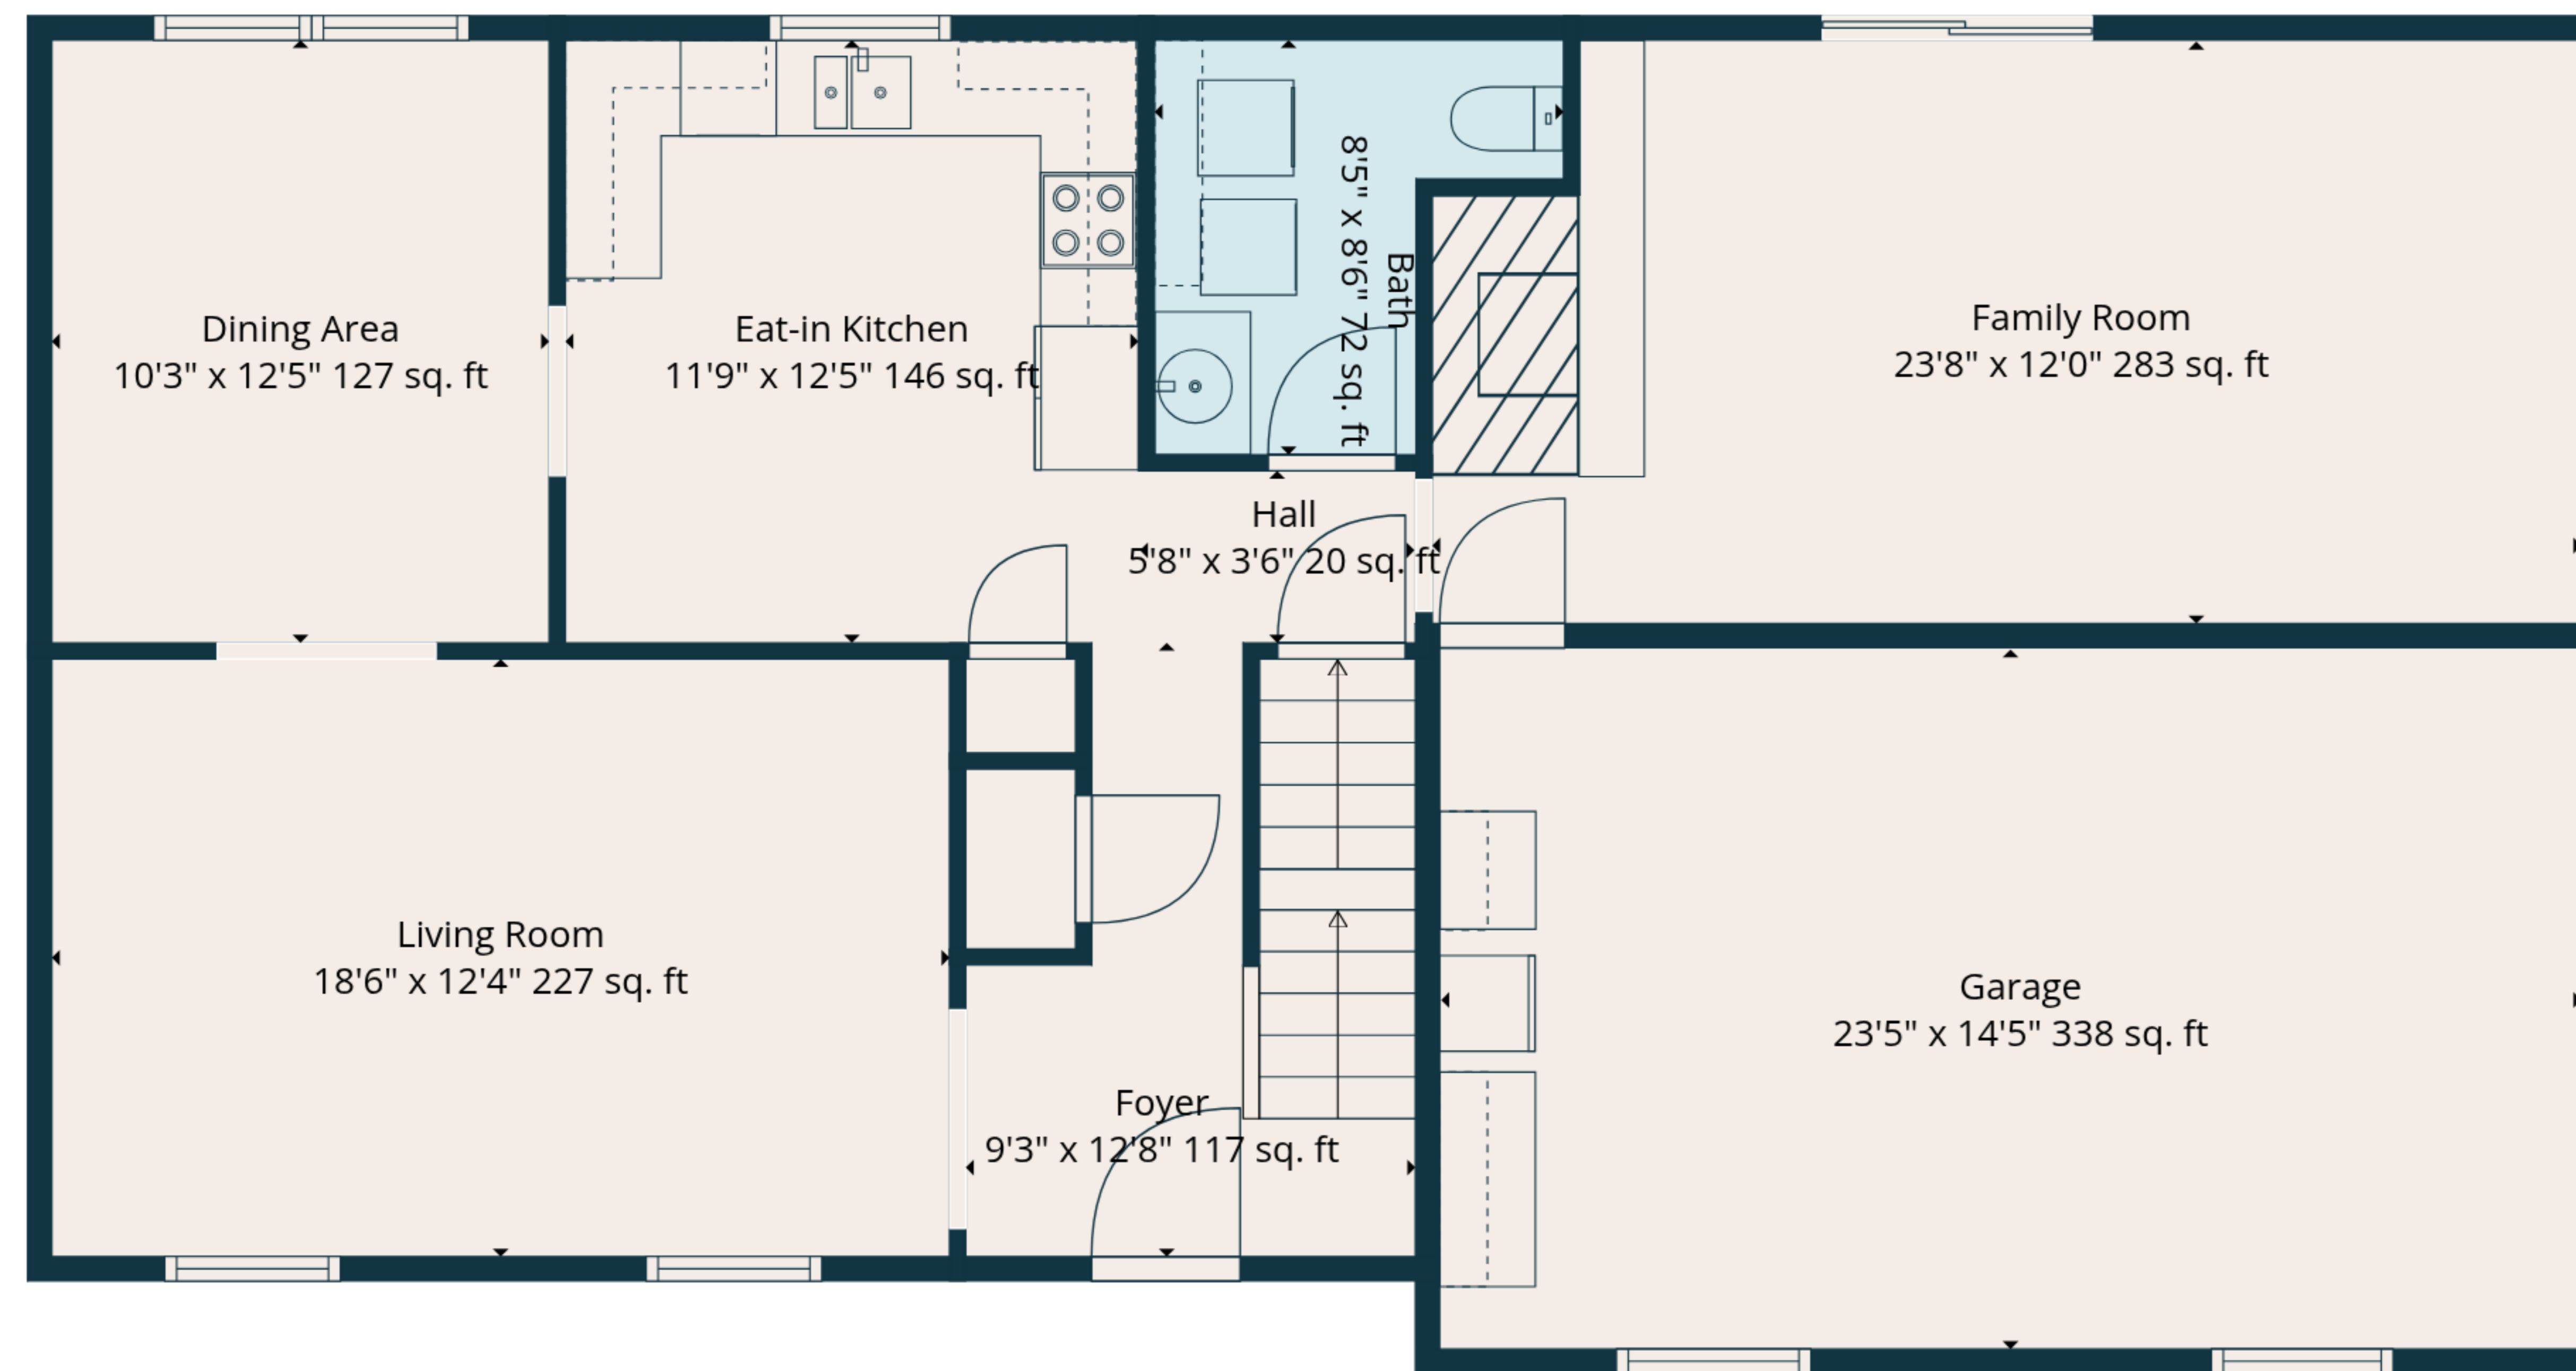 Dining Area
10'3" x 12'5" 127 sq. ft
Eat-in Kitchen
11'9" x 12'5" 146 sq. ft
Bath
8'5" x 8'6" 72 sq. ft
Family Room
23'8" x 12'0" 283 sq. ft
Hall
5'8" x 3'6" 20 sq. ft
Living Room
18'6" x 12'4" 227 sq. ft
Foyer
9'3" x 12'8" 117 sq. ft
Garage
23'5" x 14'5" 338 sq. ft